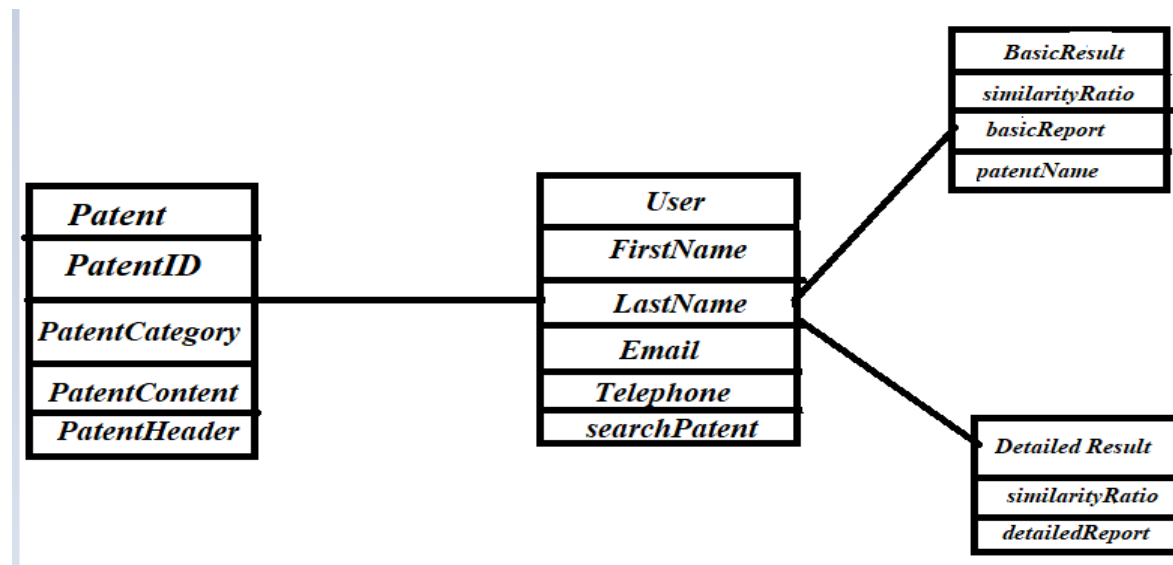 Patent
PatentID
PatentCategory
PatentContent
PatentHeader
User
FirstName
LastName
Email
Telephone
searchPatent
BasicResult
similarityRatio
basicReport
patentName
Detailed Result
similarityRatio
detailedReport